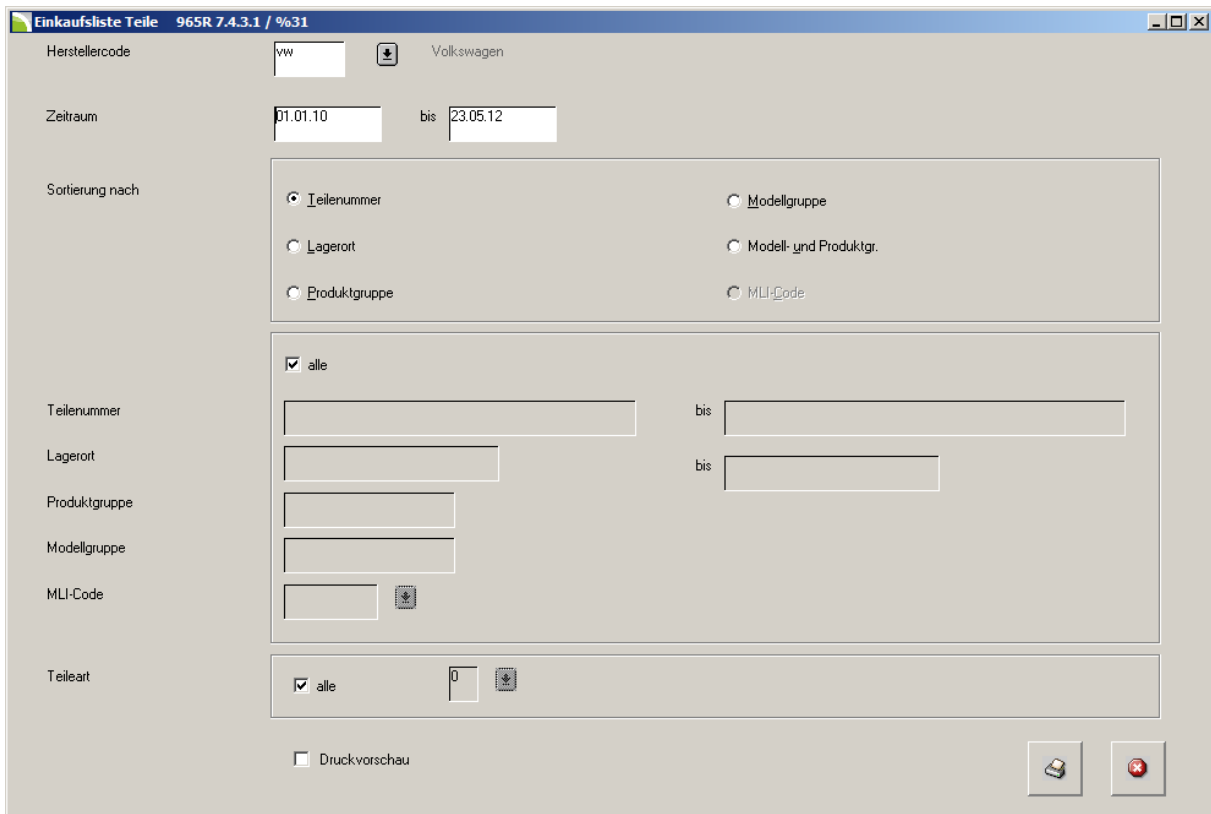 Einkaufsliste Teile 965R 7.4.3.1 / %31
Herstellercode vw Volkswagen
Zeitraum 01.01.10 bis 23.05.12
Sortierung nach
Teilenummer Modellgruppe
Lagerort Modell- und Produktgr.
Produktgruppe MLI-Code
alle
Teilenummer bis
Lagerort bis
Produktgruppe
Modellgruppe
MLI-Code
Teileart alle 0
Druckvorschau